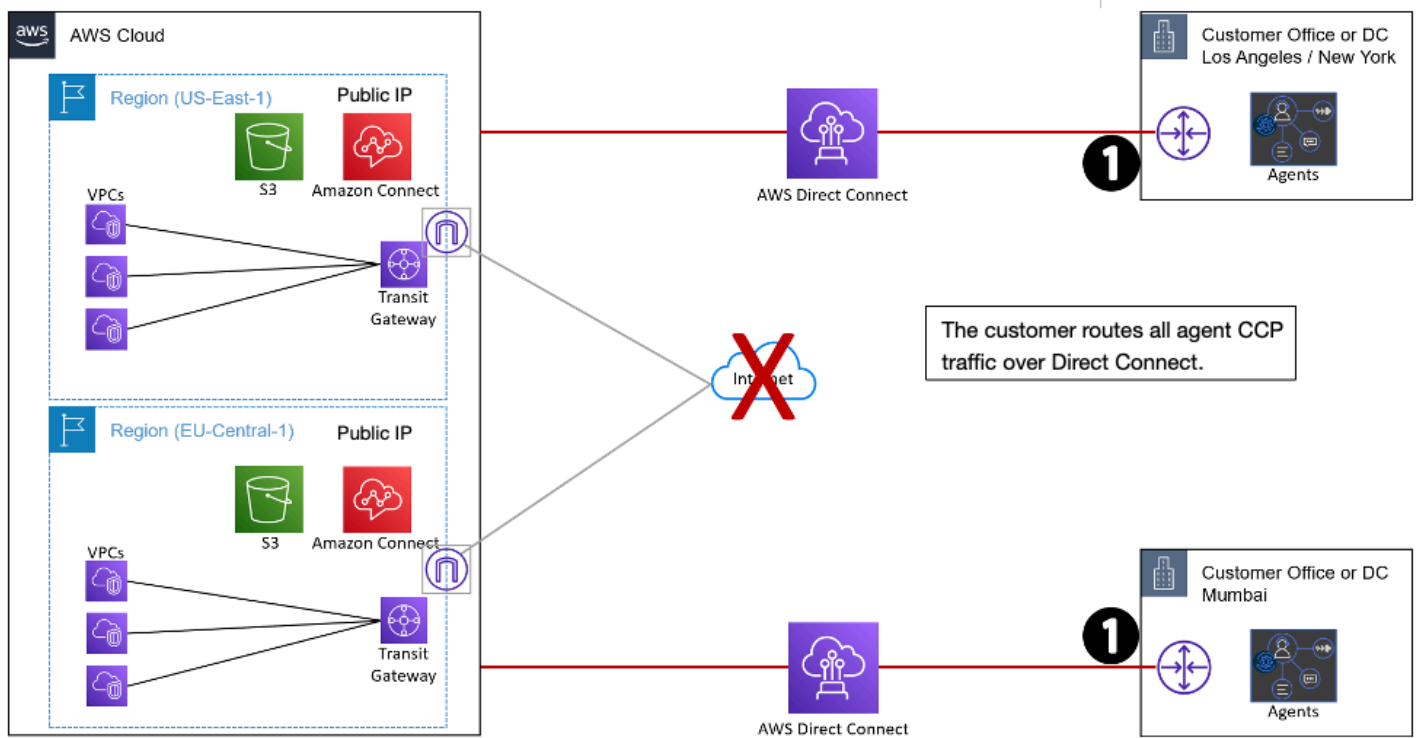 aws
AWS Cloud
Region (US-East-1)
Public IP
S3
Amazon Connect
VPCs
Transit
Gateway
AWS Direct Connect
1
Customer Office or DC
Los Angeles / New York
Agents
Internet
The customer routes all agent CCP
traffic over Direct Connect.
Region (EU-Central-1)
Public IP
S3
Amazon Connect
VPCs
Transit
Gateway
AWS Direct Connect
1
Customer Office or DC
Mumbai
Agents